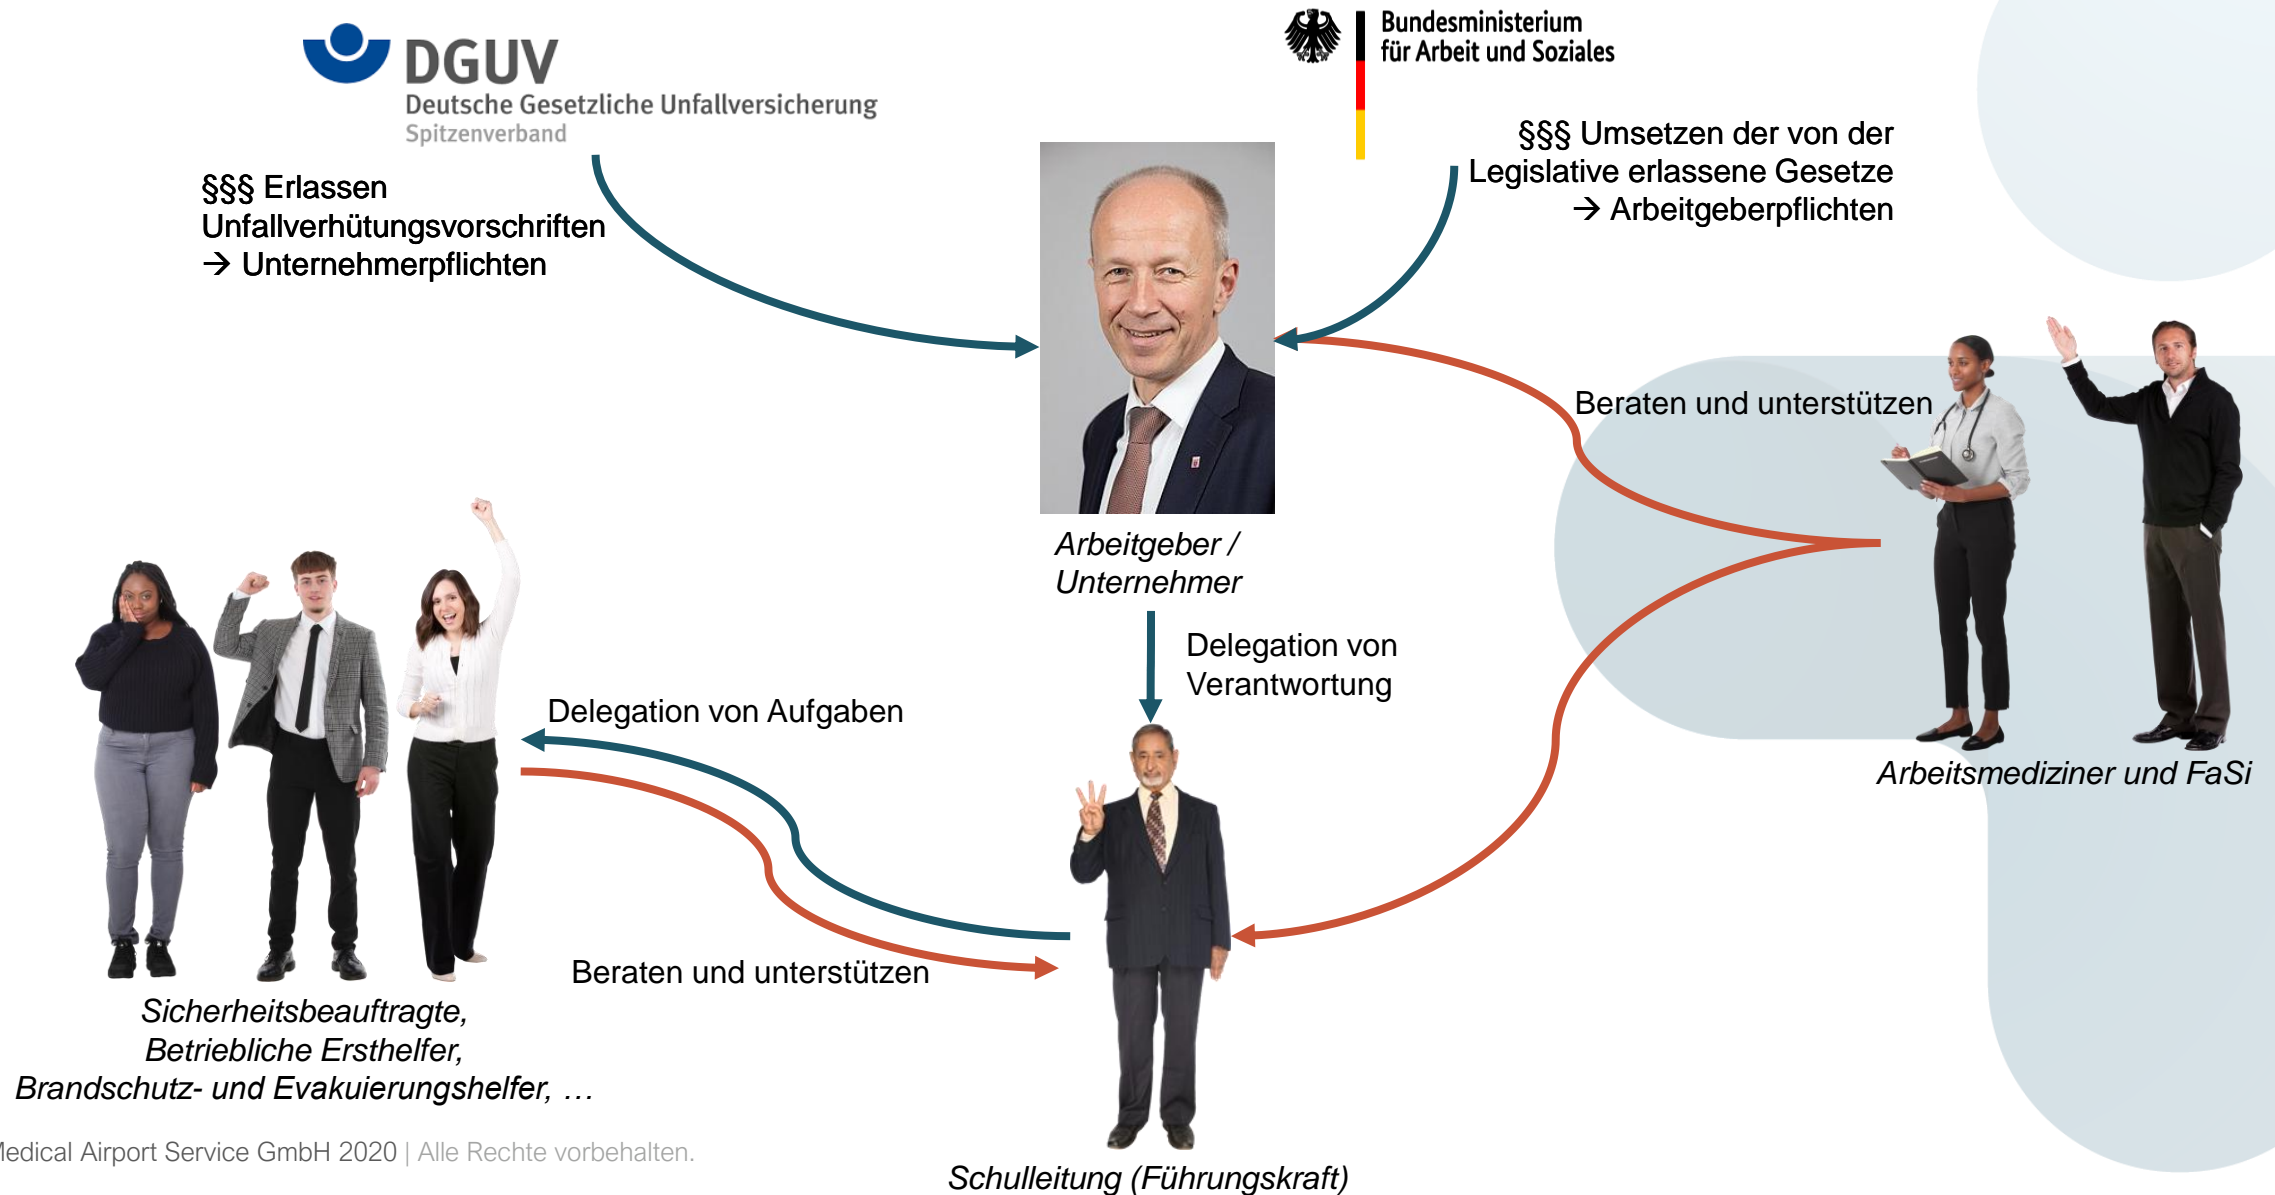 DGUV
Deutsche Gesetzliche Unfallversicherung
Spitzenverband
Bundesministerium
für Arbeit und Soziales
§§§ Erlassen
Unfallverhütungsvorschriften
→ Unternehmerpflichten
§§§ Umsetzen der von der
Legislative erlassene Gesetze
→ Arbeitgeberpflichten
Beraten und unterstützen
Arbeitgeber /
Unternehmer
Delegation von
Verantwortung
Delegation von Aufgaben
Arbeitsmediziner und FaSi
Beraten und unterstützen
Sicherheitsbeauftragte,
Betriebliche Ersthelfer,
Brandschutz- und Evakuierungshelfer, …
Medical Airport Service GmbH 2020 | Alle Rechte vorbehalten.
Schulleitung (Führungskraft)